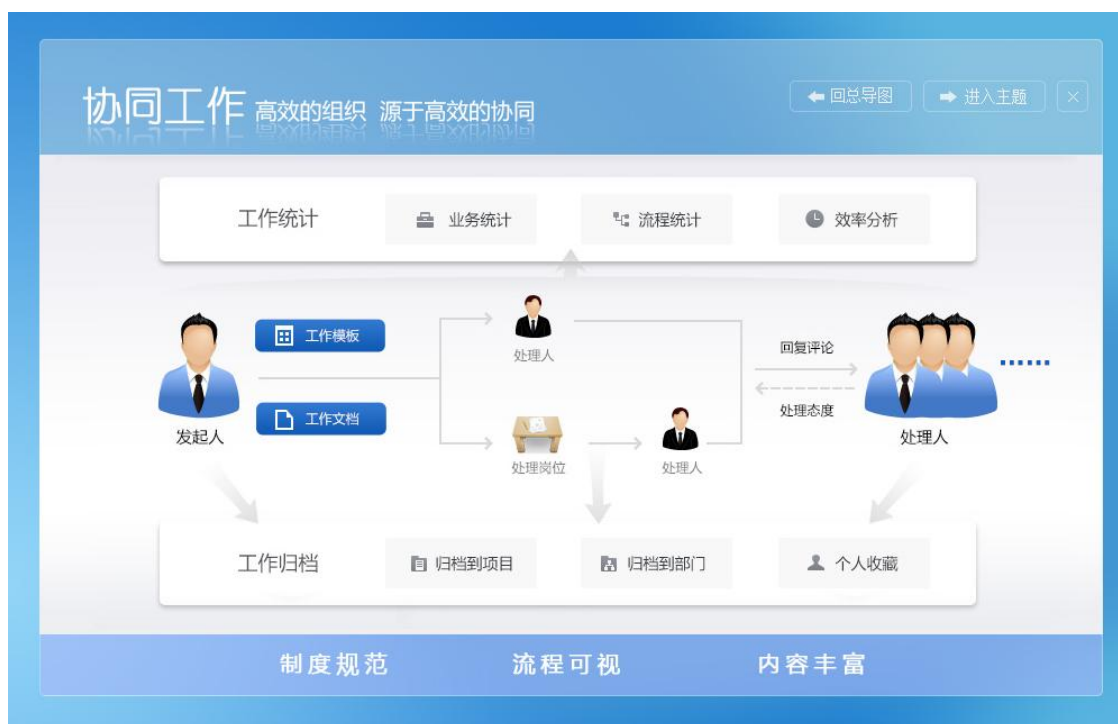 协同工作 高效的组织 源于高效的协同
回总导图 进入主题
工作统计 业务统计 流程统计 效率分析
工作模板
处理人
回复评论
工作文档
处理态度
发起人
处理人
处理岗位 处理人
工作归档 归档到项目 归档到部门 个人收藏
制度规范 流程可视 内容丰富